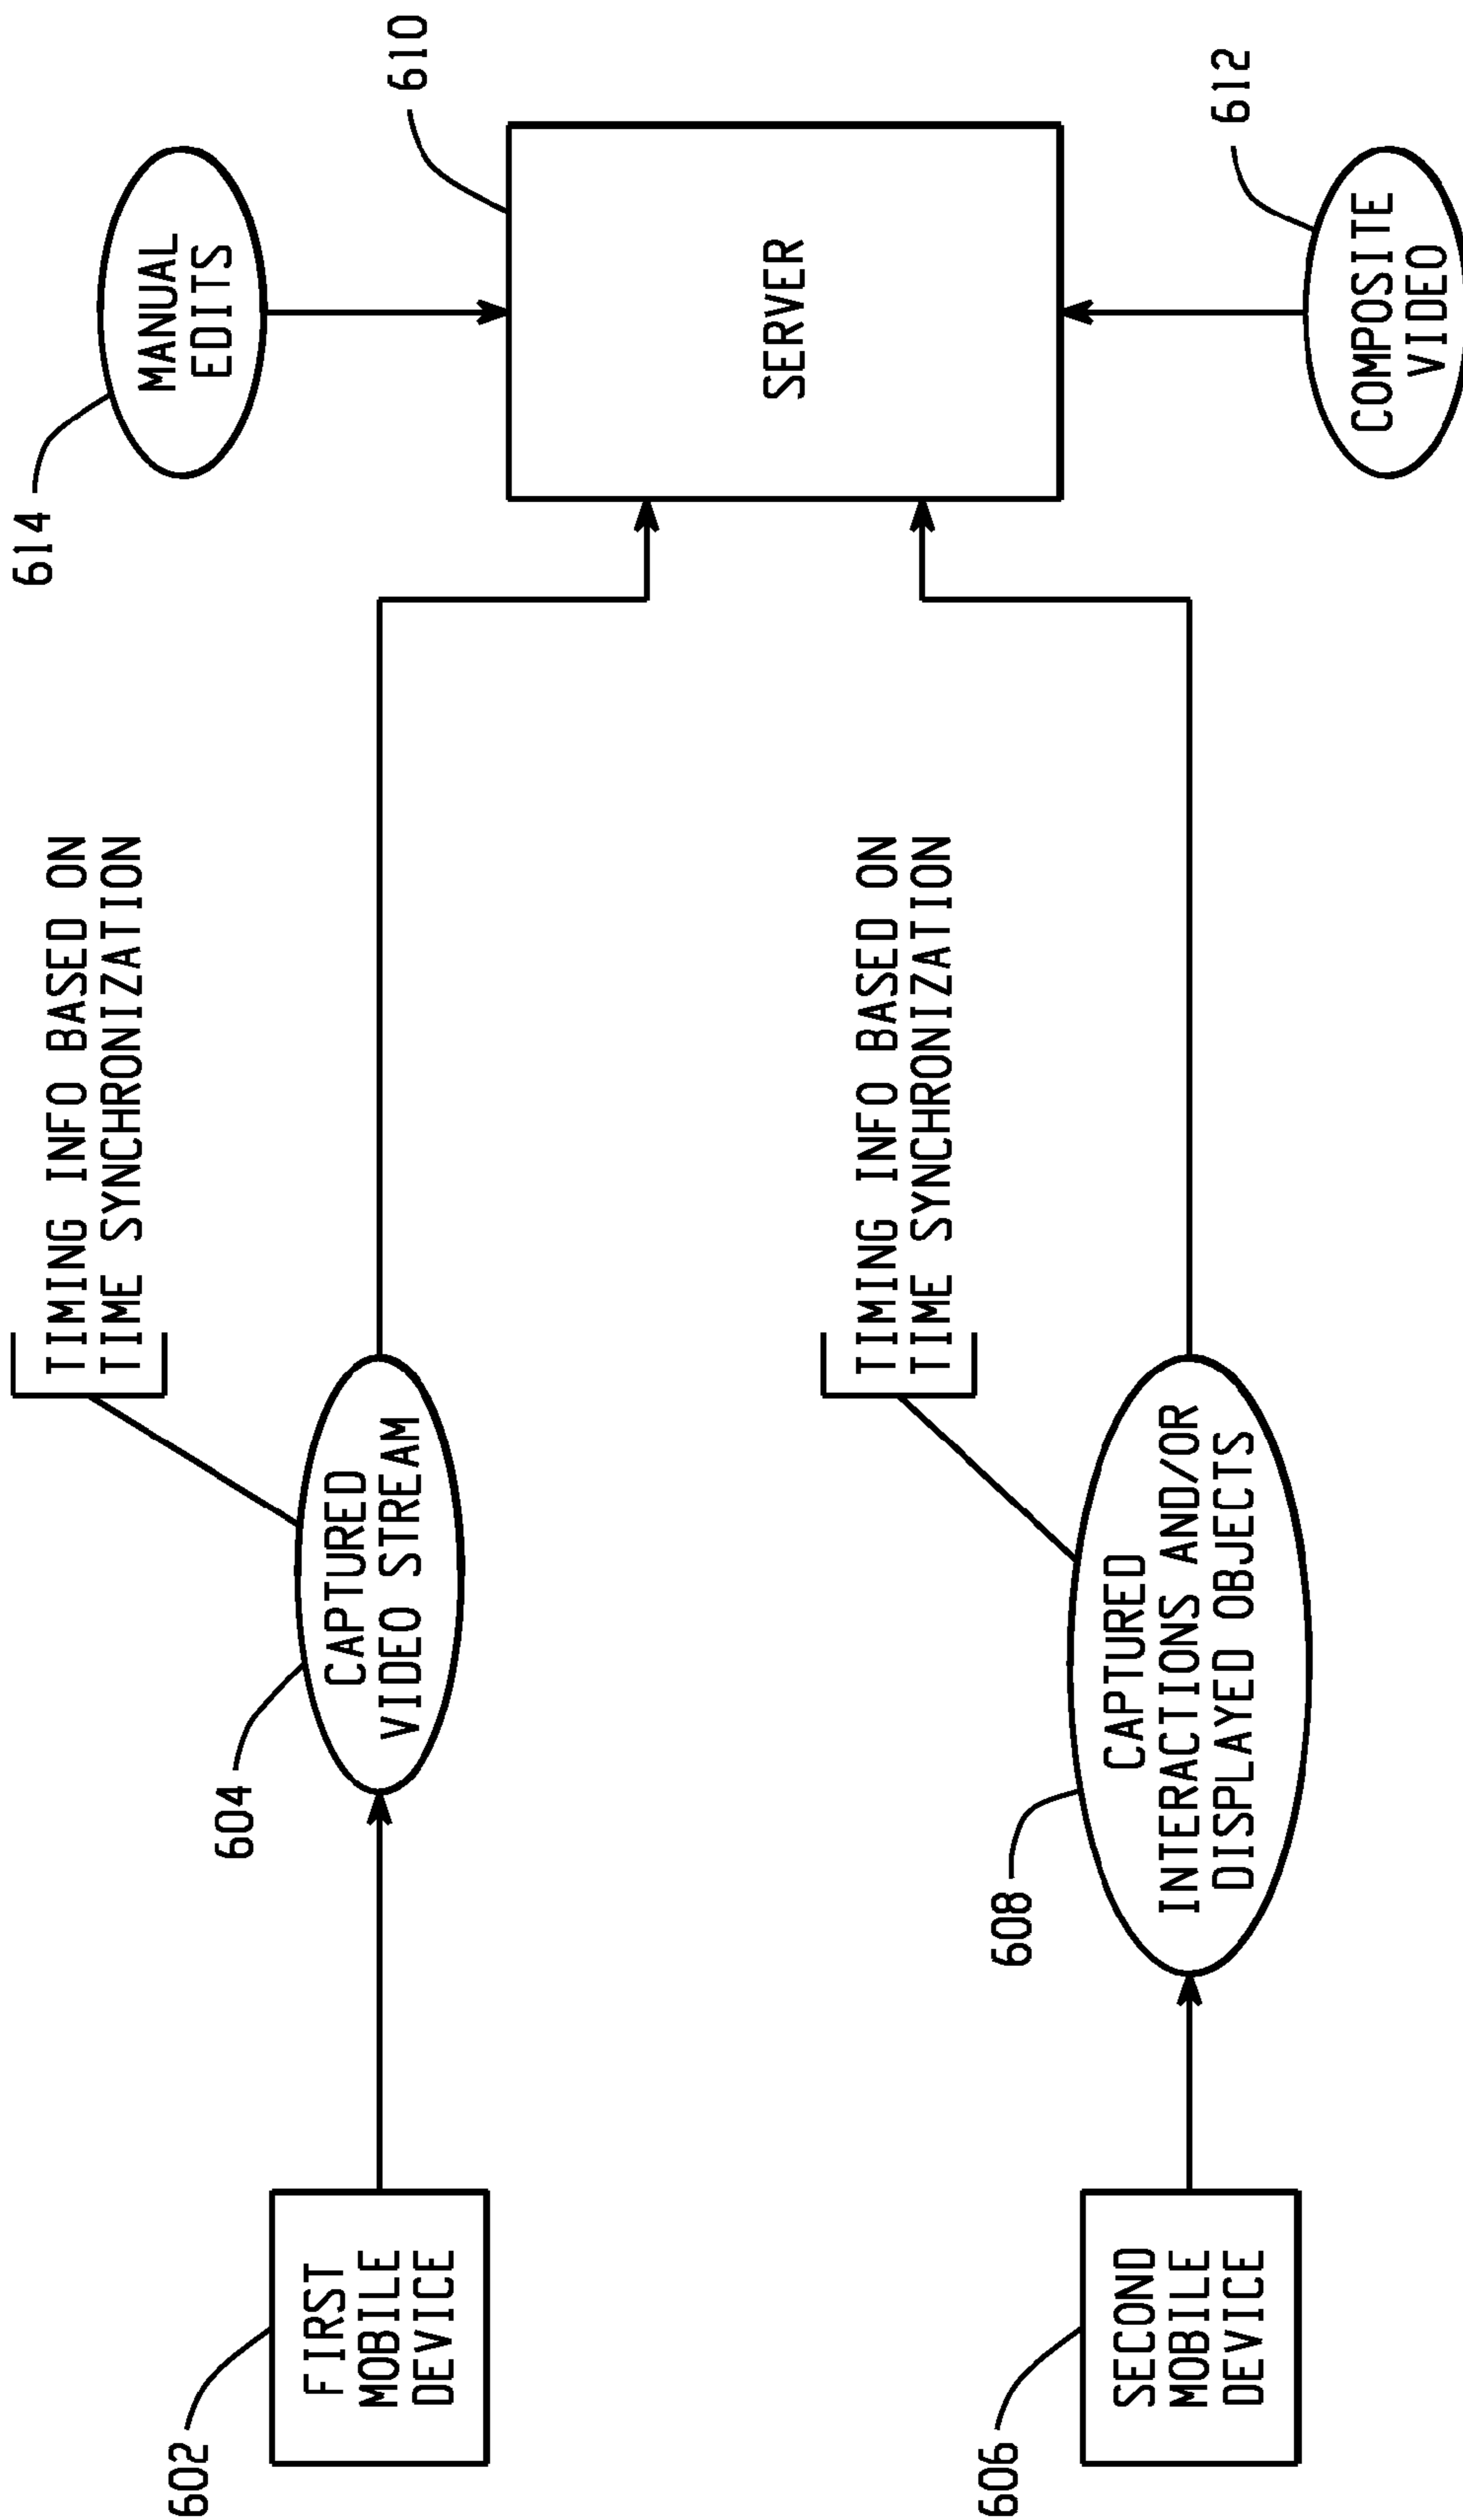 602
FIRST
MOBILE
DEVICE
604
CAPTURED
VIDEO STREAM
TIMING INFO BASED ON
TIME SYNCHRONIZATION
614
MANUAL
EDITS
610
SERVER
606
SECOND
MOBILE
DEVICE
608
CAPTURED
INTERACTIONS AND/OR
DISPLAYED OBJECTS
TIMING INFO BASED ON
TIME SYNCHRONIZATION
612
COMPOSITE
VIDEO